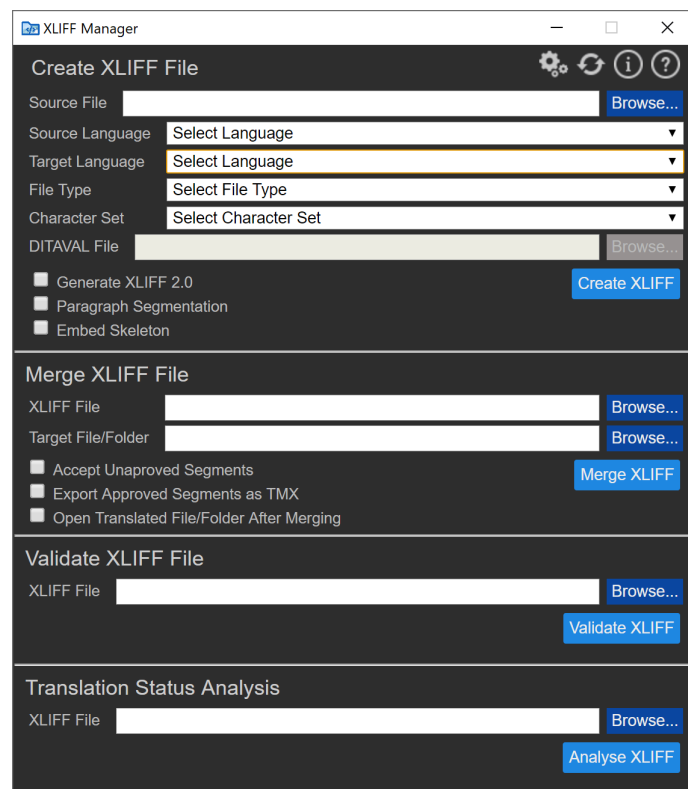 XLIFF Manager
Create XLIFF File
Source File Browse...
Source Language Select Language
Target Language Select Language
File Type Select File Type
Character Set Select Character Set
DITAVAL File Browse...
Generate XLIFF 2.0 Create XLIFF
Paragraph Segmentation
Embed Skeleton
Merge XLIFF File
XLIFF File Browse...
Target File/Folder Browse...
Accept Unaproved Segments Merge XLIFF
Export Approved Segments as TMX
Open Translated File/Folder After Merging
Validate XLIFF File
XLIFF File Browse...
Validate XLIFF
Translation Status Analysis
XLIFF File Browse...
Analyse XLIFF